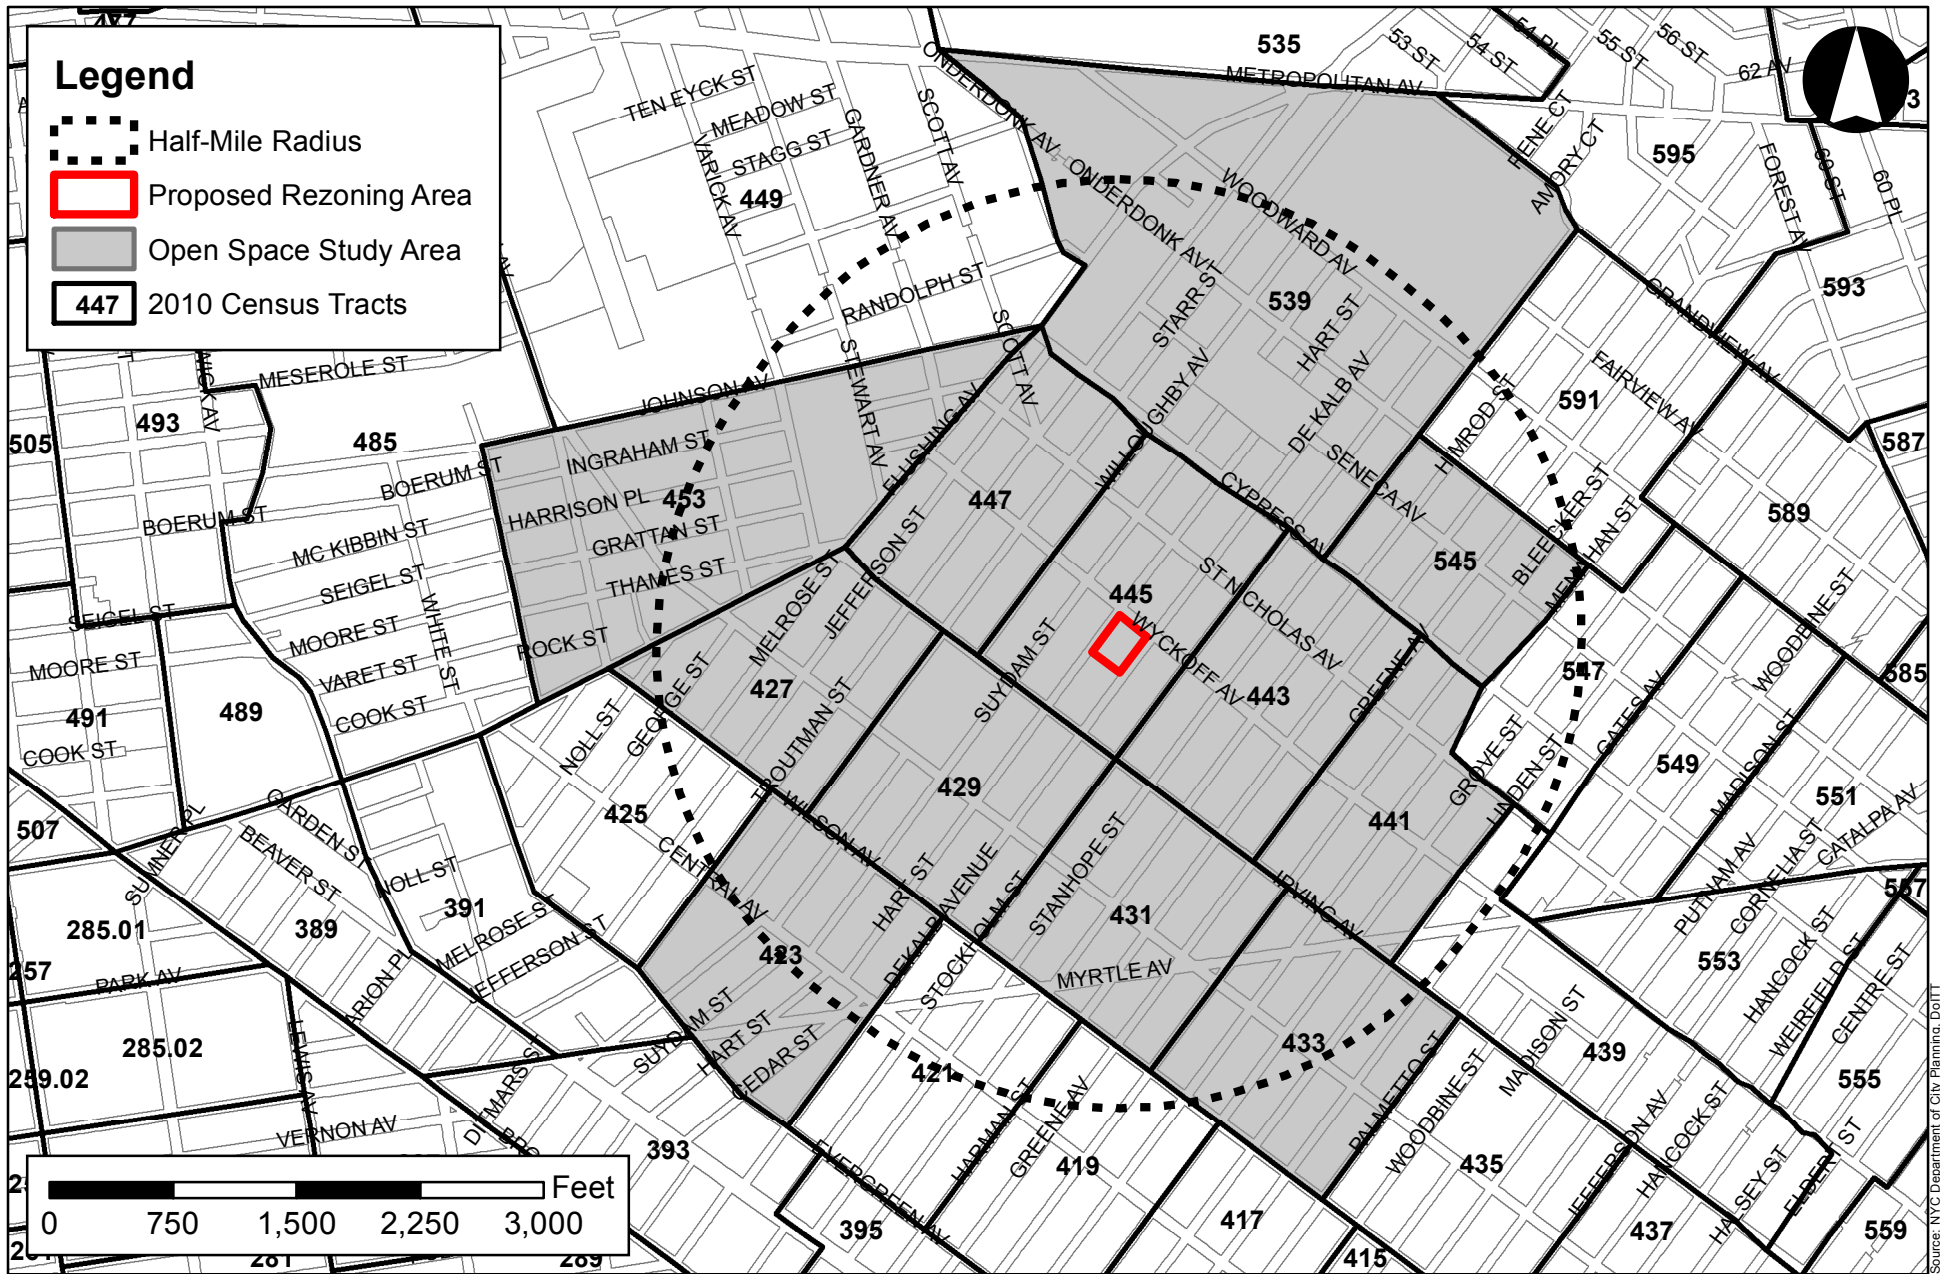 Legend
Half-Mile Radius
Proposed Rezoning Area
Open Space Study Area
447 2010 Census Tracts
535
53 ST
54 ST
54 PL
55 ST
56 ST
62 AV
METROPOLITAN AV
ONDERDONK AV
TEN EYCK ST
MEADOW ST
STAGG ST
VARICK AV
GARDNER AV
SCOTT AV
449
RENE CT
AMORY CT
595
FOREST AV
60 ST
60 PL
593
ONDERDONK AV
WOODWARD AV
RANDOLPH ST
STARR ST
539
HART ST
DE KALB AV
GRANDVIEW AV
FAIRVIEW AV
591
HIMROD ST
587
589
MESEROLE ST
493
505
485
JOHNSON AV
STEWART AV
SCOTT AV
FLUSHING AV
WILLOUGHBY AV
INGRAHAM ST
BOERUM ST
HARRISON PL
453
GRATTAN ST
THAMES ST
447
CYPRESS AV
SENECA AV
BLEECKER ST
MENAHAN ST
545
BOERUM ST
MC KIBBIN ST
SEIGEL ST
SEIGEL ST
MOORE ST
MOORE ST
WHITE ST
VARET ST
COOK ST
COOK ST
491
489
ROCK ST
MELROSE ST
JEFFERSON ST
445
ST NICHOLAS AV
WYCKOFF AV
SUYDAM ST
443
GREENE AV
547
GATES AV
WOODBINE ST
585
GEORGE ST
NOLL ST
427
TROUTMAN ST
429
WILSON AV
425
CENTRAL AV
441
GROVE ST
LINDEN ST
549
MADISON ST
551
CATALPA AV
507
SUMNER PL
GARDEN ST
BEAVER ST
NOLL ST
391
389
MELROSE ST
JEFFERSON ST
ARION PL
285.01
257
PARK AV
285.02
259.02
LEWIS AV
VERNON AV
HART ST
DEKALB AVENUE
STOCKHOLM ST
STANHOPE ST
431
IRVING AV
MYRTLE AV
423
SUYDAM ST
HART ST
CEDAR ST
421
433
PUTNAM AV
CORNELIA ST
557
553
HANCOCK ST
WEIRFIELD ST
CENTRE ST
555
439
MADISON ST
WOODBINE ST
PALMETTO ST
393
EVERGREEN AV
HARMAN ST
GREENE AV
419
435
JEFFERSON AV
HANCOCK ST
HALSEY ST
ELDERT ST
395
417
415
437
559
281
289
Feet
0 750 1,500 2,250 3,000
Source: NYC Department of City Planning, DoITT